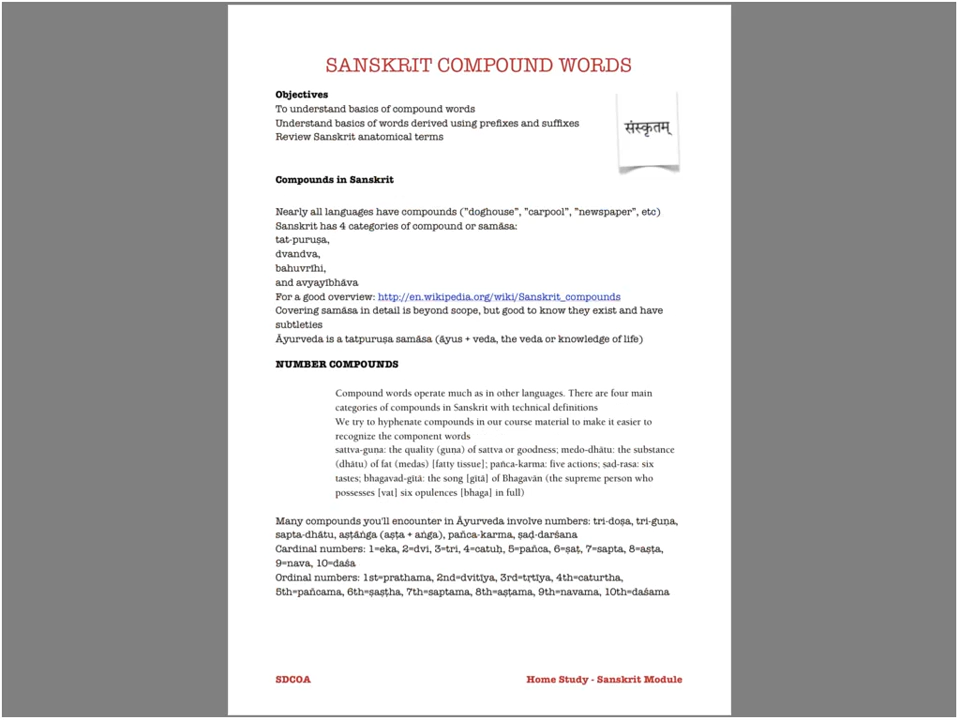 SANSKRIT COMPOUND WORDS
Objectives
To understand basics of compound words
Understand basics of words derived using prefixes and suffixes
Review Sanskrit anatomical terms
संस्कृतम्
Compounds in Sanskrit
Nearly all languages have compounds ("doghouse", "carpool", "newspaper", etc)
Sanskrit has 4 categories of compound or samāsa:
tat-puruṣa,
dvandva,
bahuvrīhi,
and avyayībhāva
For a good overview: http://en.wikipedia.org/wiki/Sanskrit_compounds
Covering samāsa in detail is beyond scope, but good to know they exist and have
subtleties
Āyurveda is a tatpuruṣa samāsa (āyus + veda, the veda or knowledge of life)
NUMBER COMPOUNDS
Compound words operate much as in other languages. There are four main
categories of compounds in Sanskrit with technical definitions
We try to hyphenate compounds in our course material to make it easier to
recognize the component words
sattva-guna: the quality (guna) of sattva or goodness; medo-dhātu: the substance
(dhātu) of fat (medas) [fatty tissue]; pañca-karma: five actions; ṣaḍ-rasa: six
tastes; bhagavad-gītā: the song [gītā] of Bhagavān (the supreme person who
possesses [vat] six opulences [bhaga] in full)
Many compounds you'll encounter in Āyurveda involve numbers: tri-doṣa, tri-guṇa,
sapta-dhātu, aṣṭāṅga (aṣṭa + aṅga), pañca-karma, ṣaḍ-darśana
Cardinal numbers: 1=eka, 2=dvi, 3=tri, 4=catuḥ, 5=pañca, 6=ṣaṭ, 7=sapta, 8=aṣṭa,
9=nava, 10=daśa
Ordinal numbers: 1st=prathama, 2nd=dvitīya, 3rd=tṛtīya, 4th=caturtha,
5th=pañcama, 6th=ṣaṣṭha, 7th=saptama, 8th=aṣṭama, 9th=navama, 10th=daśama
SDCOA
Home Study - Sanskrit Module